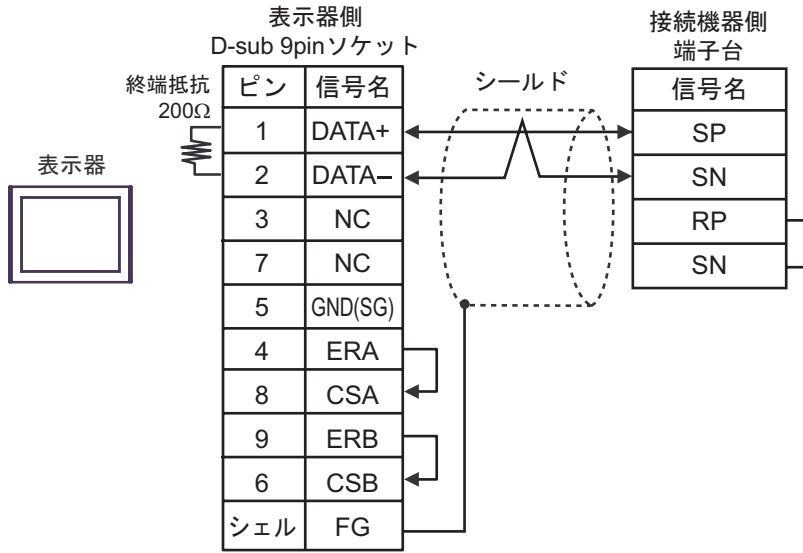 表示器側
D-sub 9pinソケット
接続機器側
端子台
終端抵抗
200Ω
シールド
表示器
ピン 信号名
1 DATA+
2 DATA−
3 NC
7 NC
5 GND(SG)
4 ERA
8 CSA
9 ERB
6 CSB
シェル FG
信号名
SP
SN
RP
SN